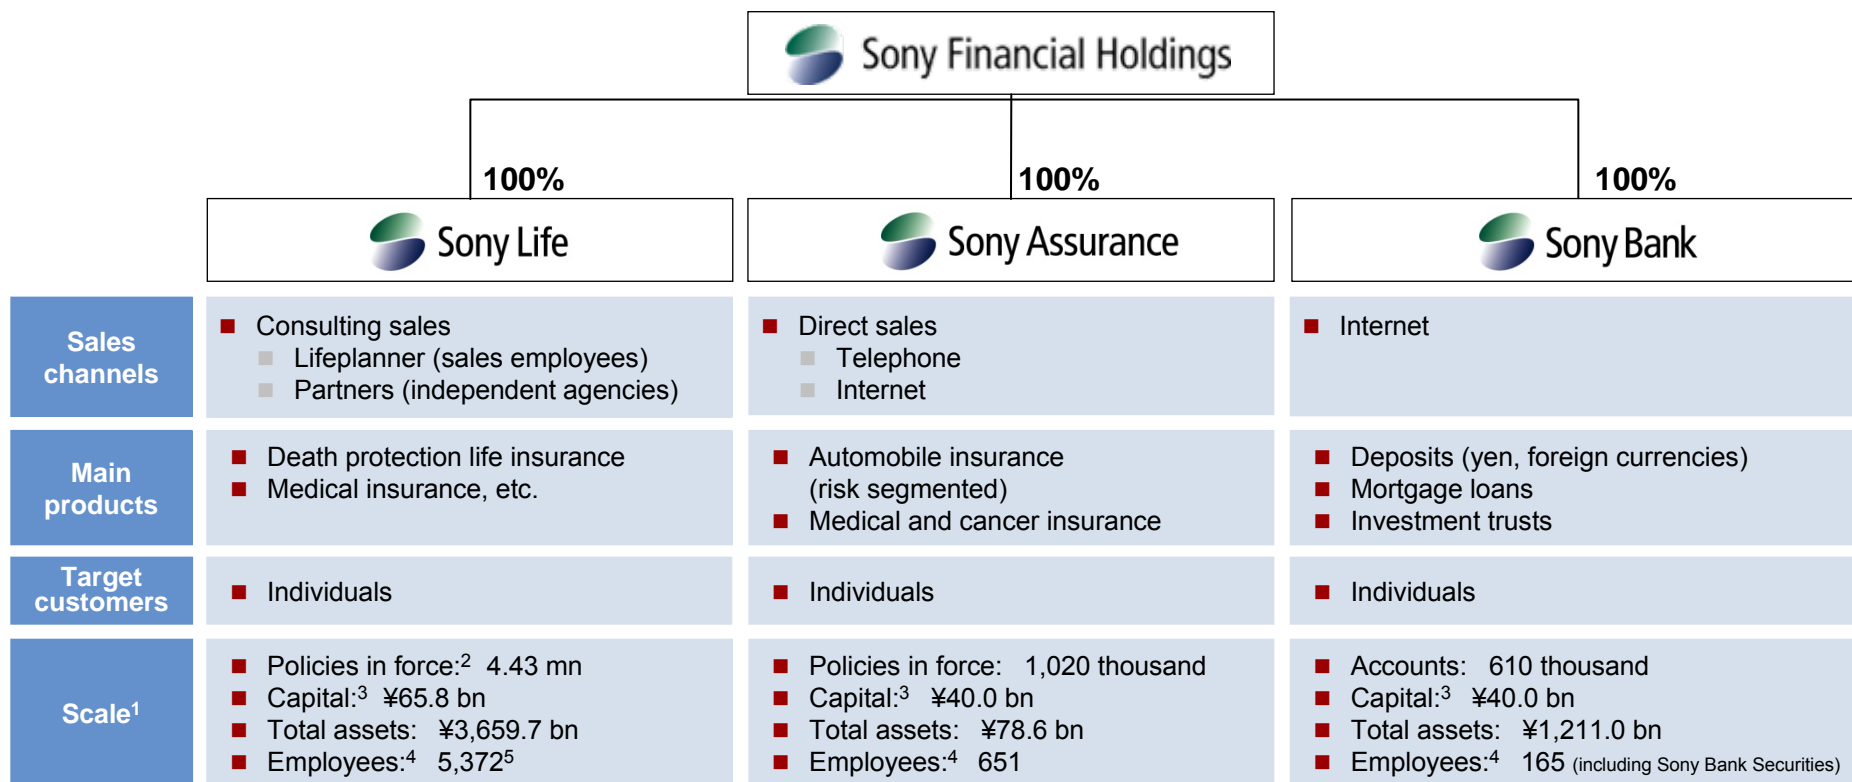 Sony Financial Holdings
100%
100%
100%
Sony Life
Sony Assurance
Sony Bank
Sales
channels
Consulting sales
Lifeplanner (sales employees)
Partners (independent agencies)
Direct sales
Telephone
Internet
Internet
Main
products
Death protection life insurance
Medical insurance, etc.
Automobile insurance
(risk segmented)
Medical and cancer insurance
Deposits (yen, foreign currencies)
Mortgage loans
Investment trusts
Target
customers
Individuals
Individuals
Individuals
Scale1
Policies in force:2 4.43 mn
Capital:3 ¥65.8 bn
Total assets: ¥3,659.7 bn
Employees:4 5,3725
Policies in force: 1,020 thousand
Capital:3 ¥40.0 bn
Total assets: ¥78.6 bn
Employees:4 651
Accounts: 610 thousand
Capital:3 ¥40.0 bn
Total assets: ¥1,211.0 bn
Employees:4 165 (including Sony Bank Securities)